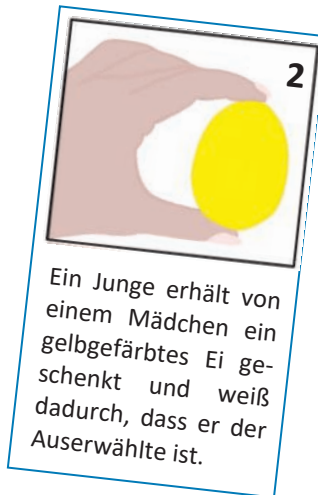 2
Ein Junge erhält von
einem Mädchen ein
gelbgefärbtes Ei ge-
schenkt und weiß
dadurch, dass er der
Auserwählte ist.